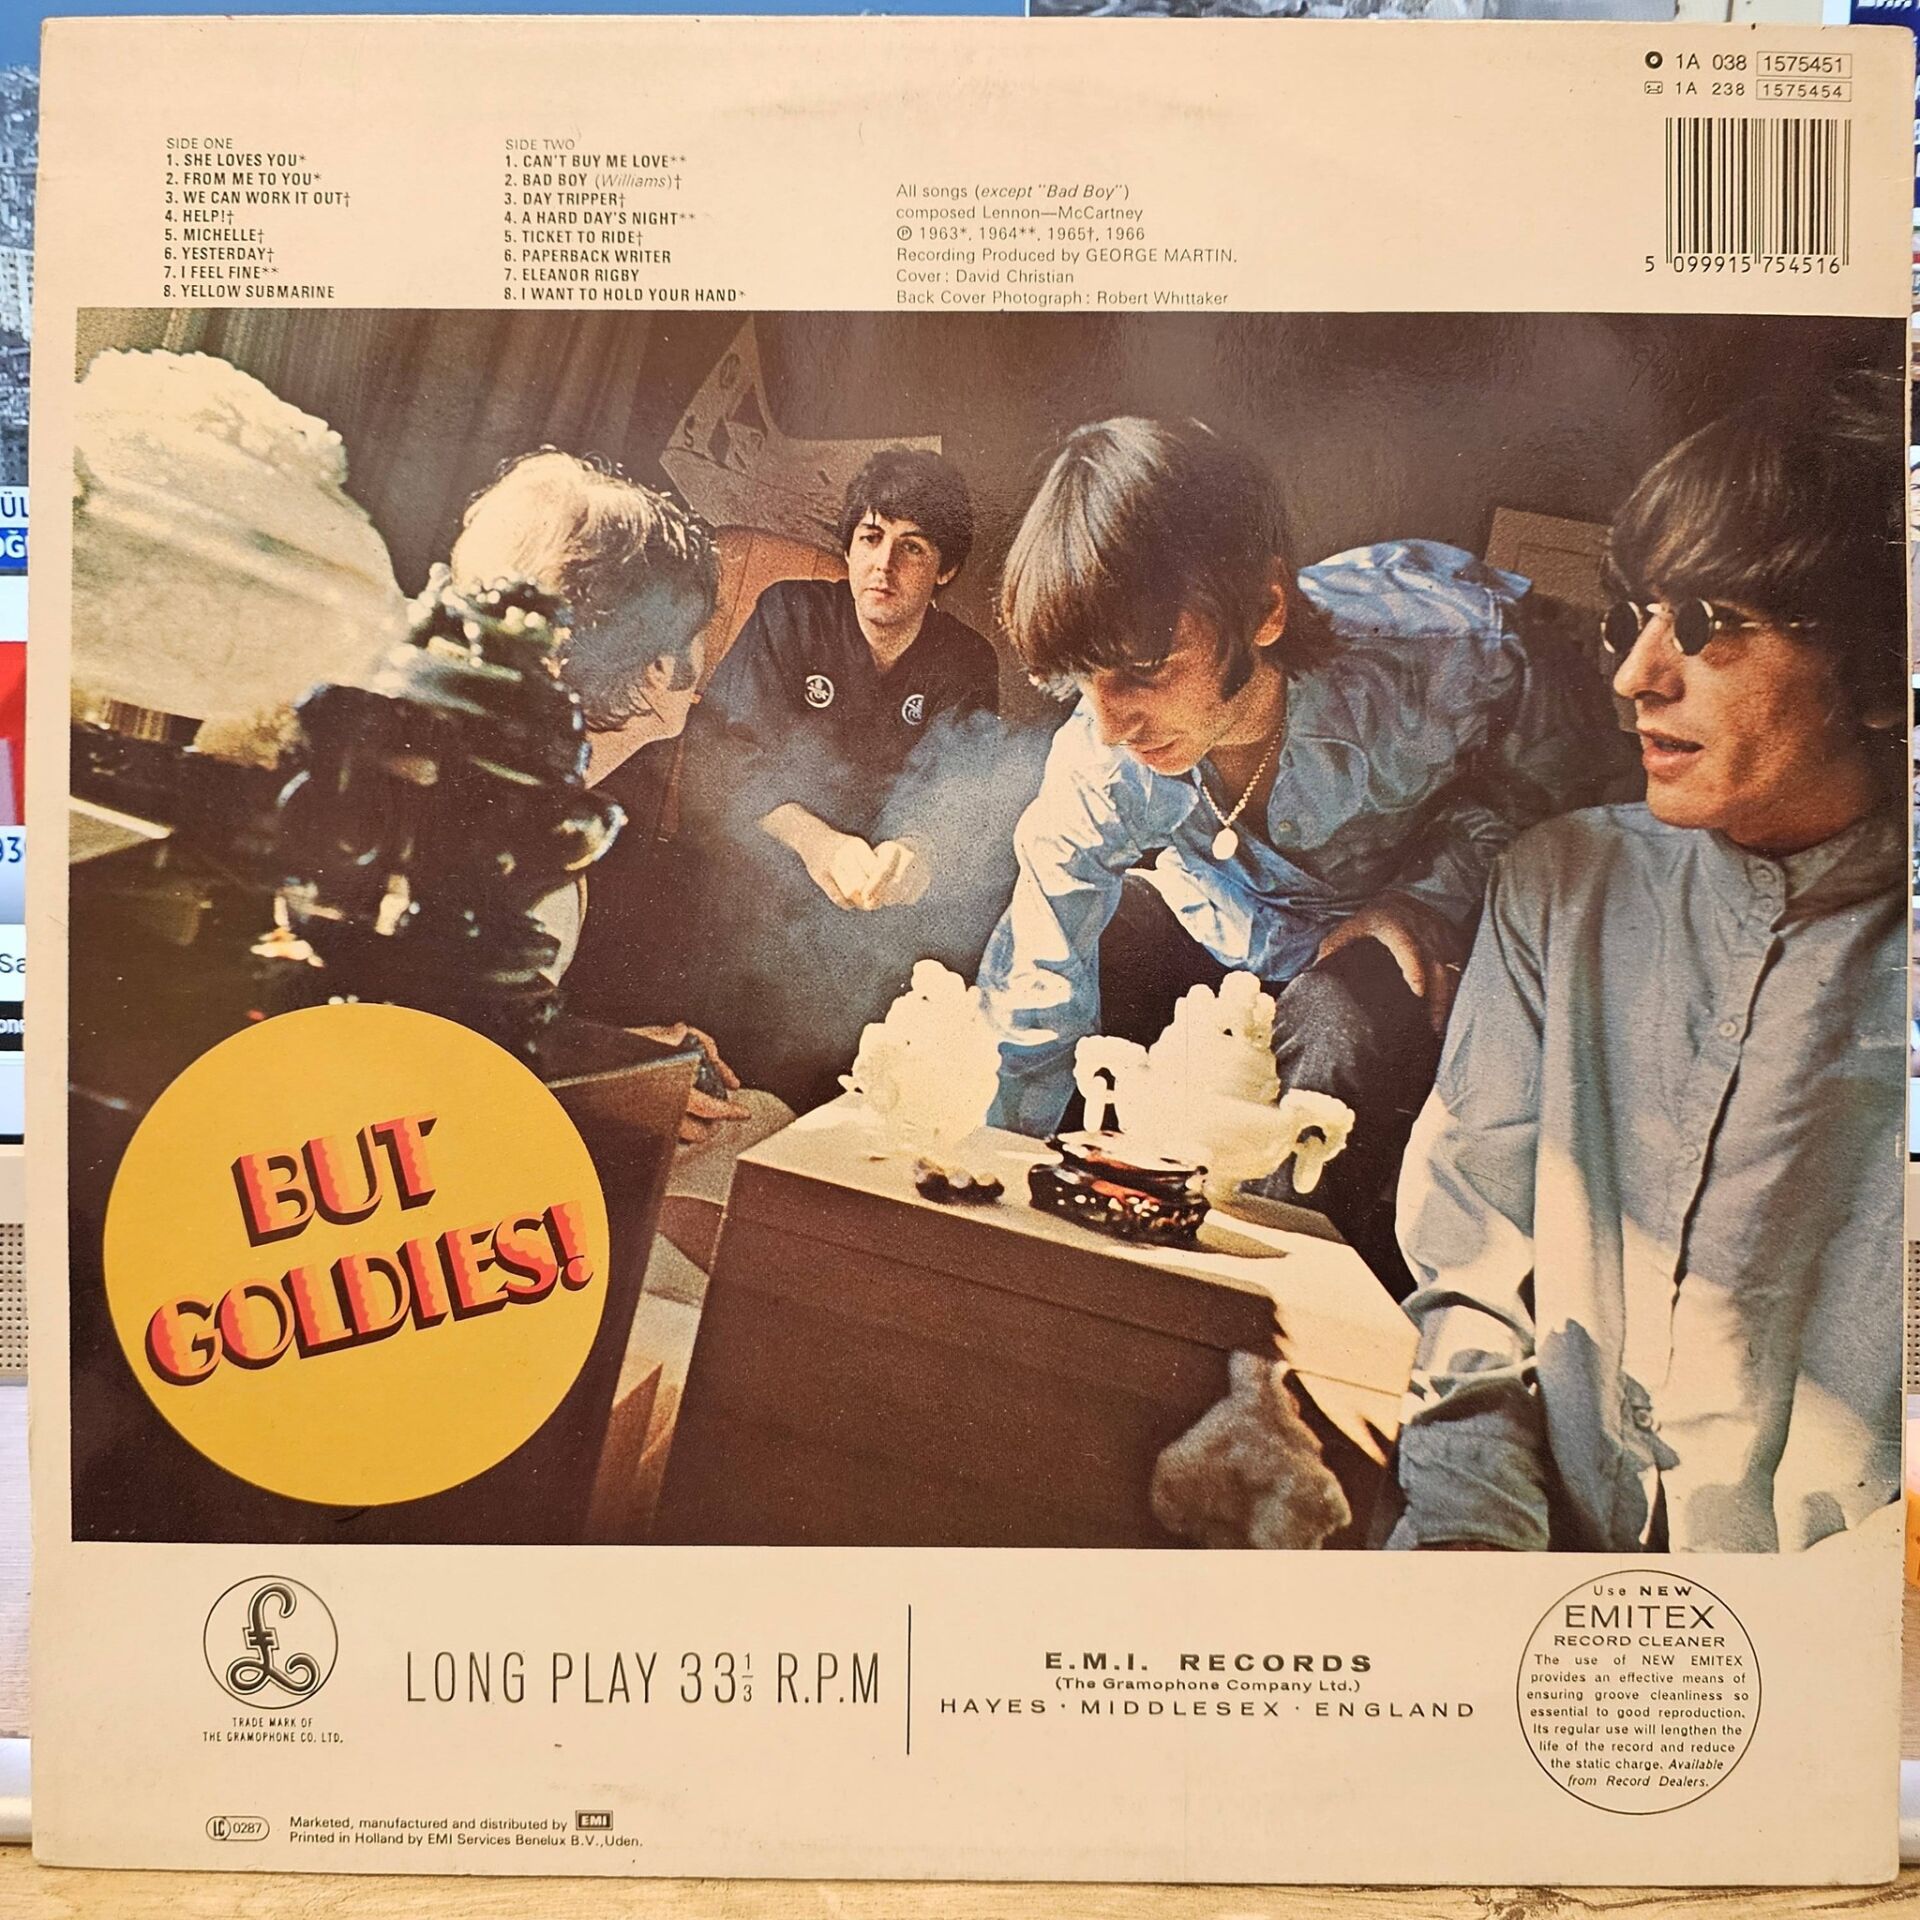 1A 038 1575451
1A 238 1575454
5 099915 754516
SIDE ONE
1. SHE LOVES YOU*
2. FROM ME TO YOU*
3. WE CAN WORK IT OUT†
4. HELP!†
5. MICHELLE†
6. YESTERDAY†
7. I FEEL FINE**
8. YELLOW SUBMARINE
SIDE TWO
1. CAN'T BUY ME LOVE**
2. BAD BOY (Williams)†
3. DAY TRIPPER†
4. A HARD DAY'S NIGHT**
5. TICKET TO RIDE†
6. PAPERBACK WRITER
7. ELEANOR RIGBY
8. I WANT TO HOLD YOUR HAND*
All songs (except "Bad Boy")
composed Lennon—McCartney
℗ 1963*, 1964**, 1965†, 1966
Recording Produced by GEORGE MARTIN.
Cover: David Christian
Back Cover Photograph: Robert Whittaker
BUT
GOLDIES!
£
TRADE MARK OF
THE GRAMOPHONE CO. LTD.
LONG PLAY 33⅓ R.P.M
E.M.I. RECORDS
(The Gramophone Company Ltd.)
HAYES · MIDDLESEX · ENGLAND
Use NEW
EMITEX
RECORD CLEANER
The use of NEW EMITEX
provides an effective means of
ensuring groove cleanliness so
essential to good reproduction.
Its regular use will lengthen the
life of the record and reduce
the static charge. Available
from Record Dealers.
LC 0287
Marketed, manufactured and distributed by EMI
Printed in Holland by EMI Services Benelux B.V.,Uden.